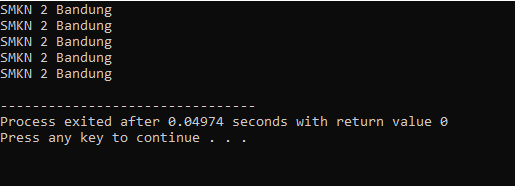 SMKN 2 Bandung
SMKN 2 Bandung
SMKN 2 Bandung
SMKN 2 Bandung
SMKN 2 Bandung
--------------------------------
Process exited after 0.04974 seconds with return value 0
Press any key to continue . . .